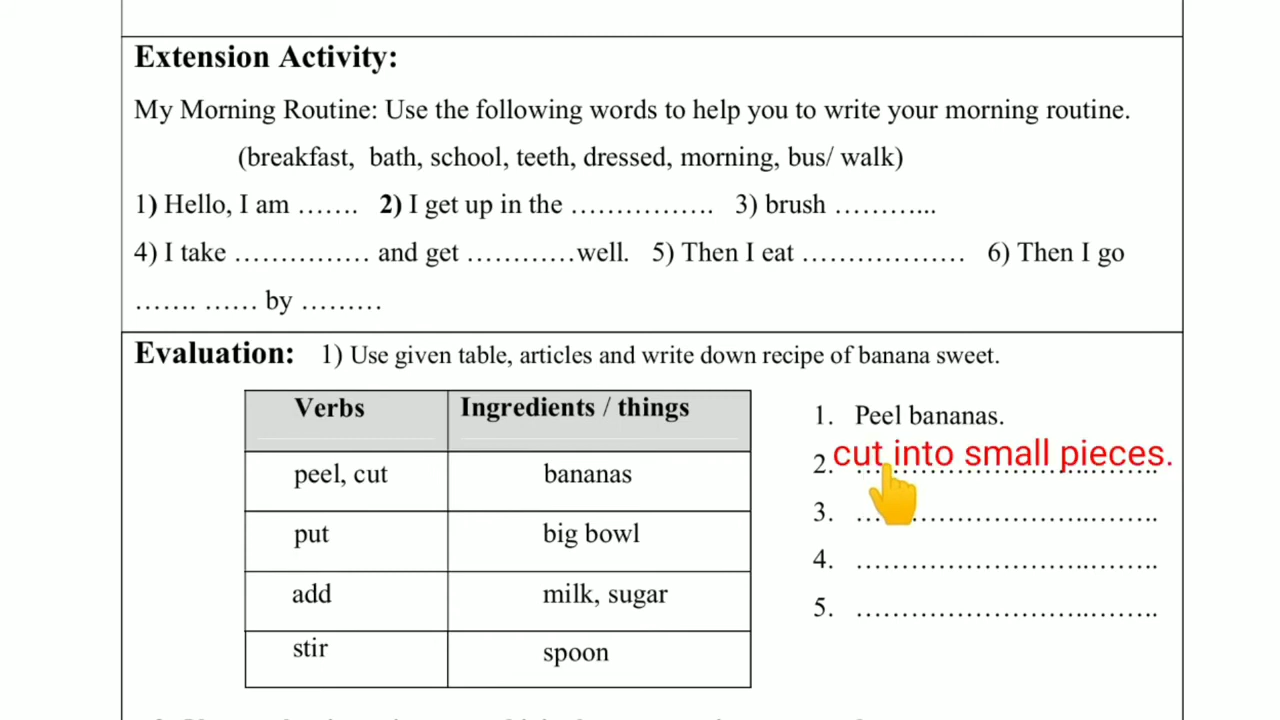 Extension Activity:
My Morning Routine: Use the following words to help you to write your morning routine.
(breakfast, bath, school, teeth, dressed, morning, bus/ walk)
1) Hello, I am ……. 2) I get up in the ……………. 3) brush ………...
4) I take …………… and get …………well. 5) Then I eat ……………… 6) Then I go
……. …… by ………
Evaluation: 1) Use given table, articles and write down recipe of banana sweet.
Verbs Ingredients / things
peel, cut bananas
put big bowl
add milk, sugar
stir spoon
1. Peel bananas.
2. cut into small pieces.
3. ……………………..……..
4. ……………………..……..
5. ……………………..……..